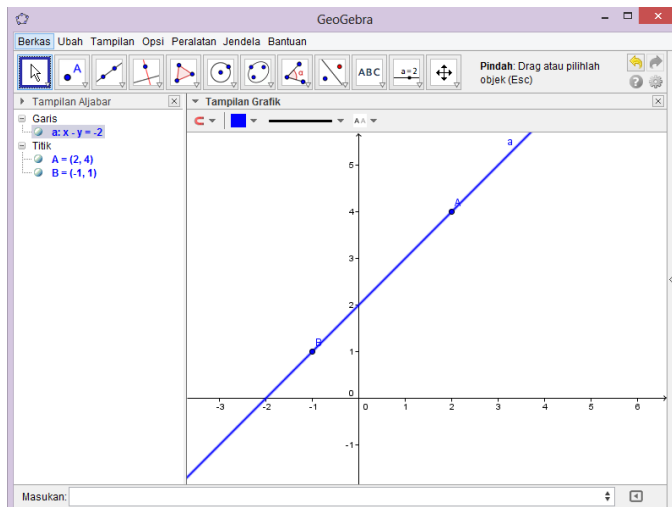 GeoGebra
Berkas Ubah Tampilan Opsi Peralatan Jendela Bantuan
A ABC a=2 Pindah: Drag atau pilihlah
objek (Esc)
Tampilan Aljabar
Garis
a: x - y = -2
Titik
A = (2, 4)
B = (-1, 1)
Tampilan Grafik
AA
a
5
A
4
3
2
B
1
0
-3 -2 -1 0 1 2 3 4 5 6
-1
Masukan: